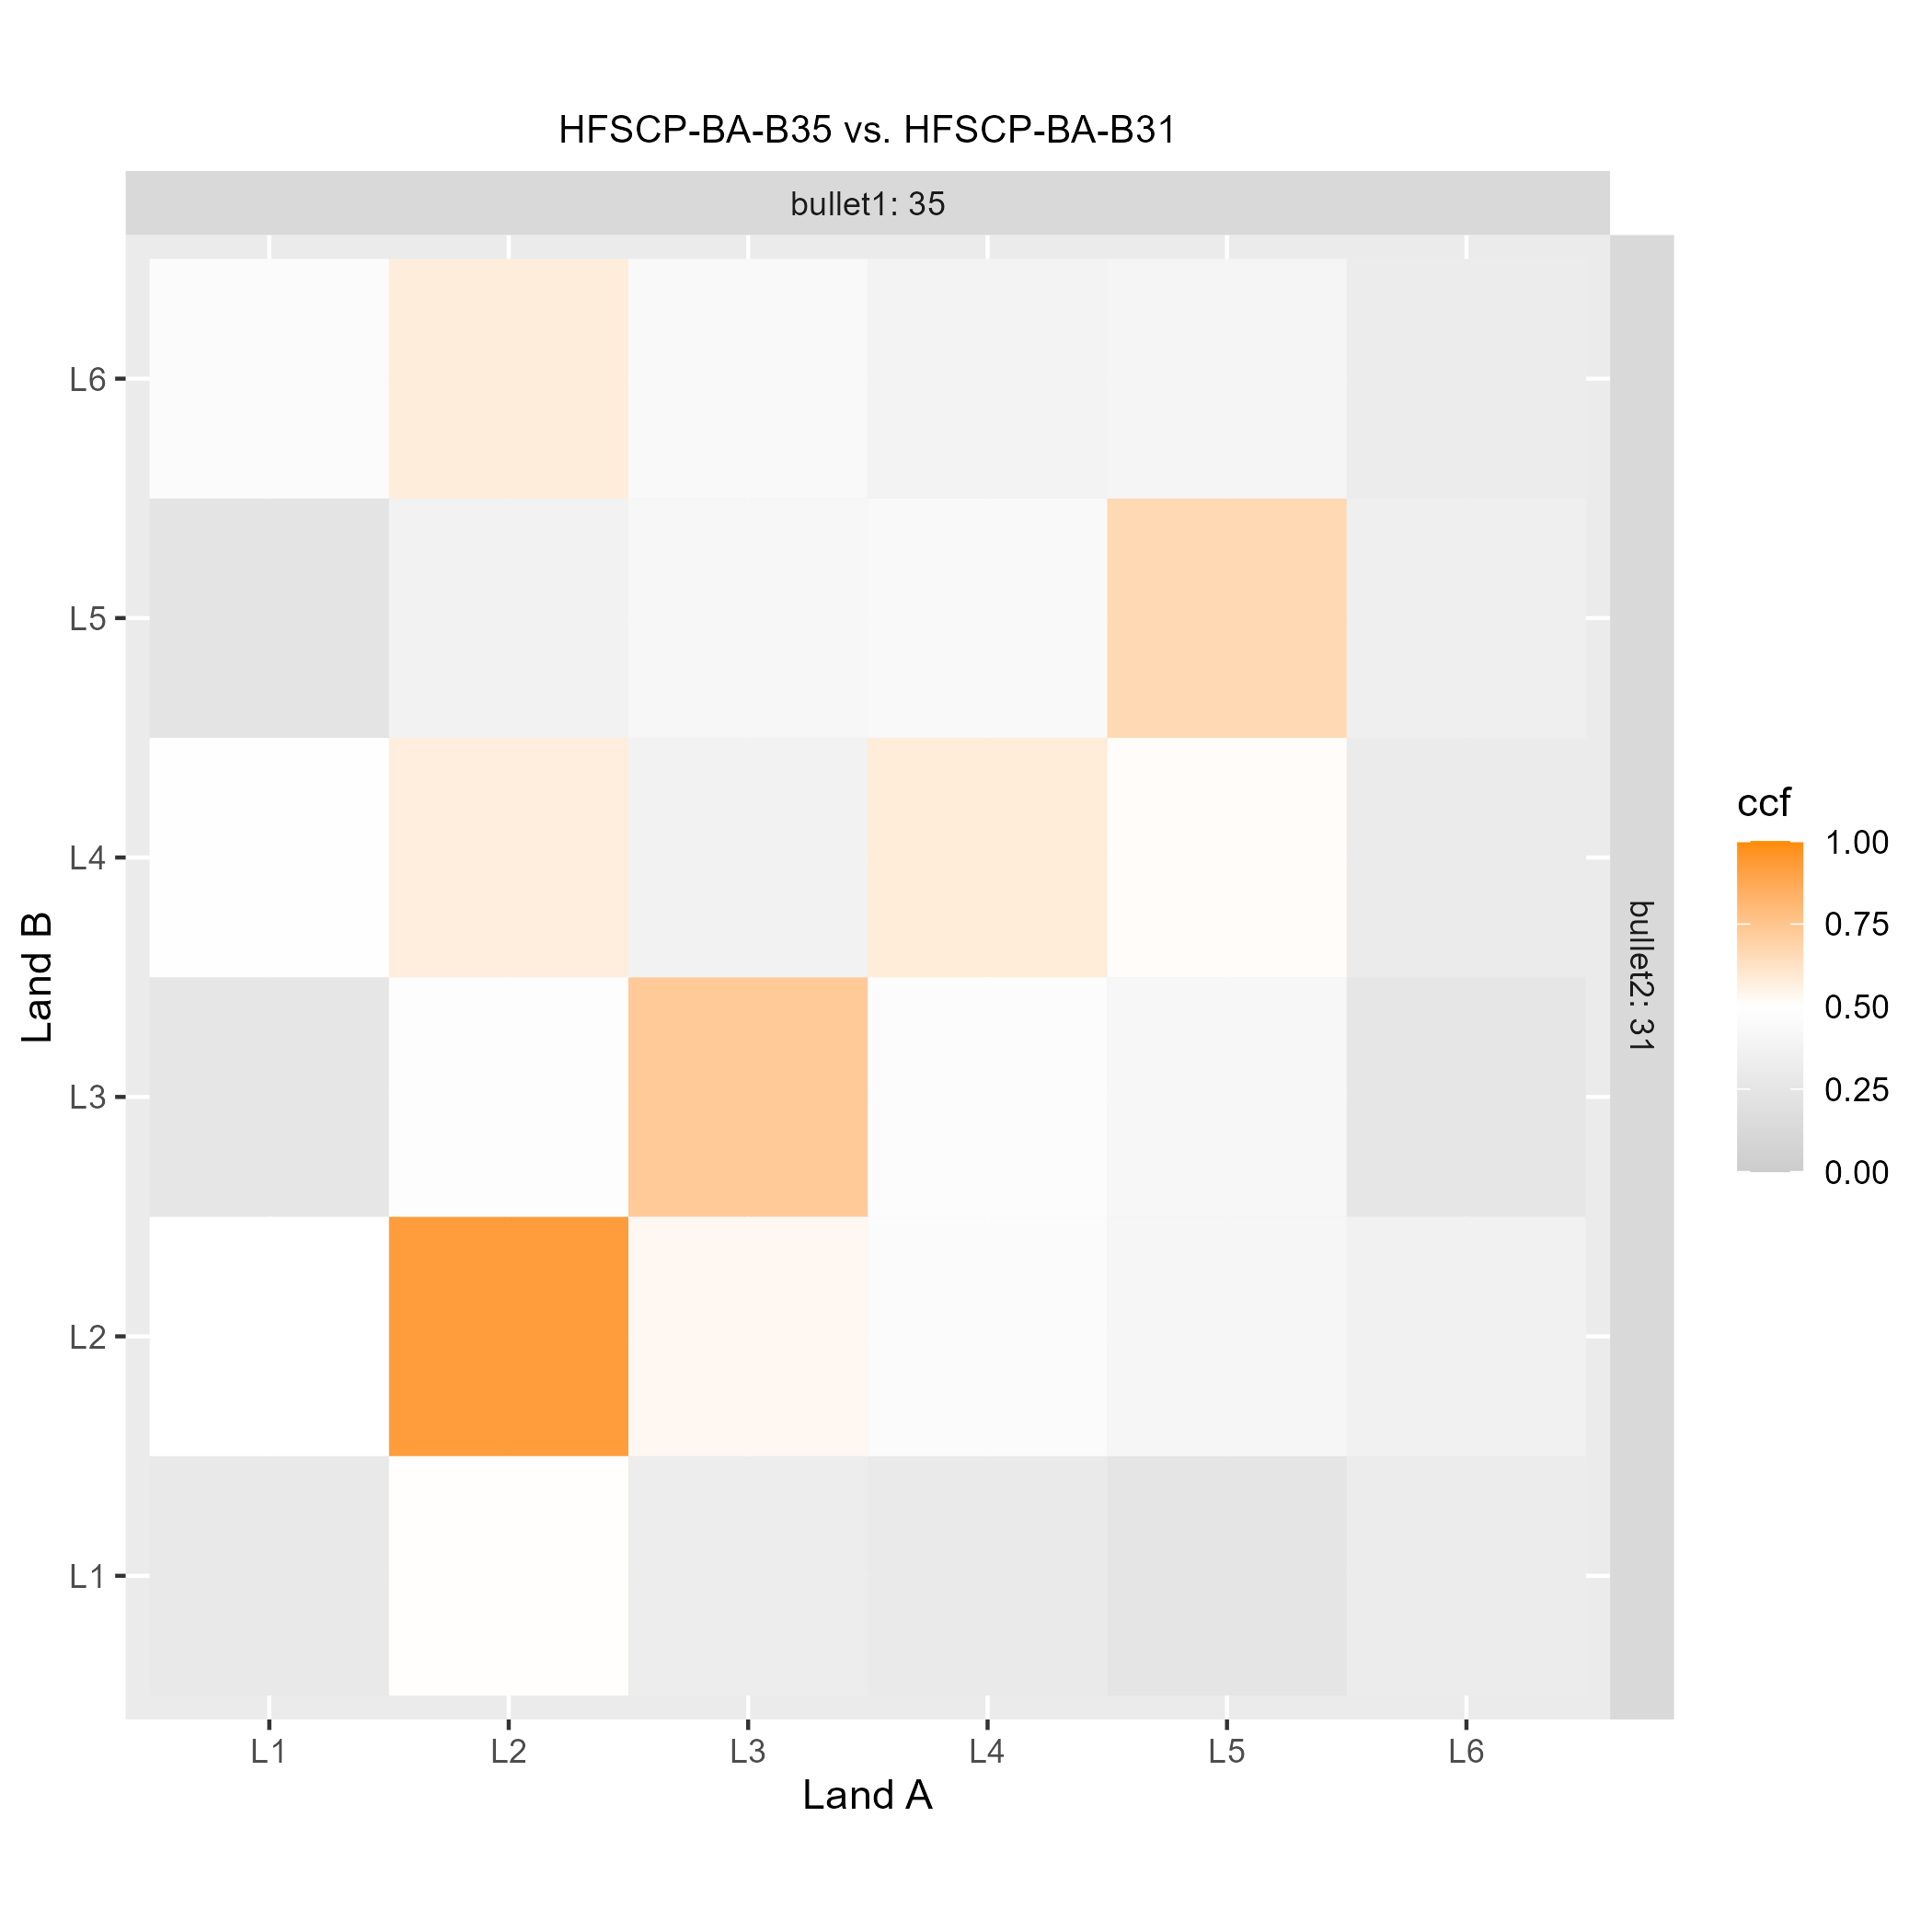 HFSCP-BA-B35 vs. HFSCP-BA-B31
bullet1: 35
L6
L5
L4
L3
L2
L1
Land B
bullet2: 31
L1 L2 L3 L4 L5 L6
Land A
ccf
1.00
0.75
0.50
0.25
0.00